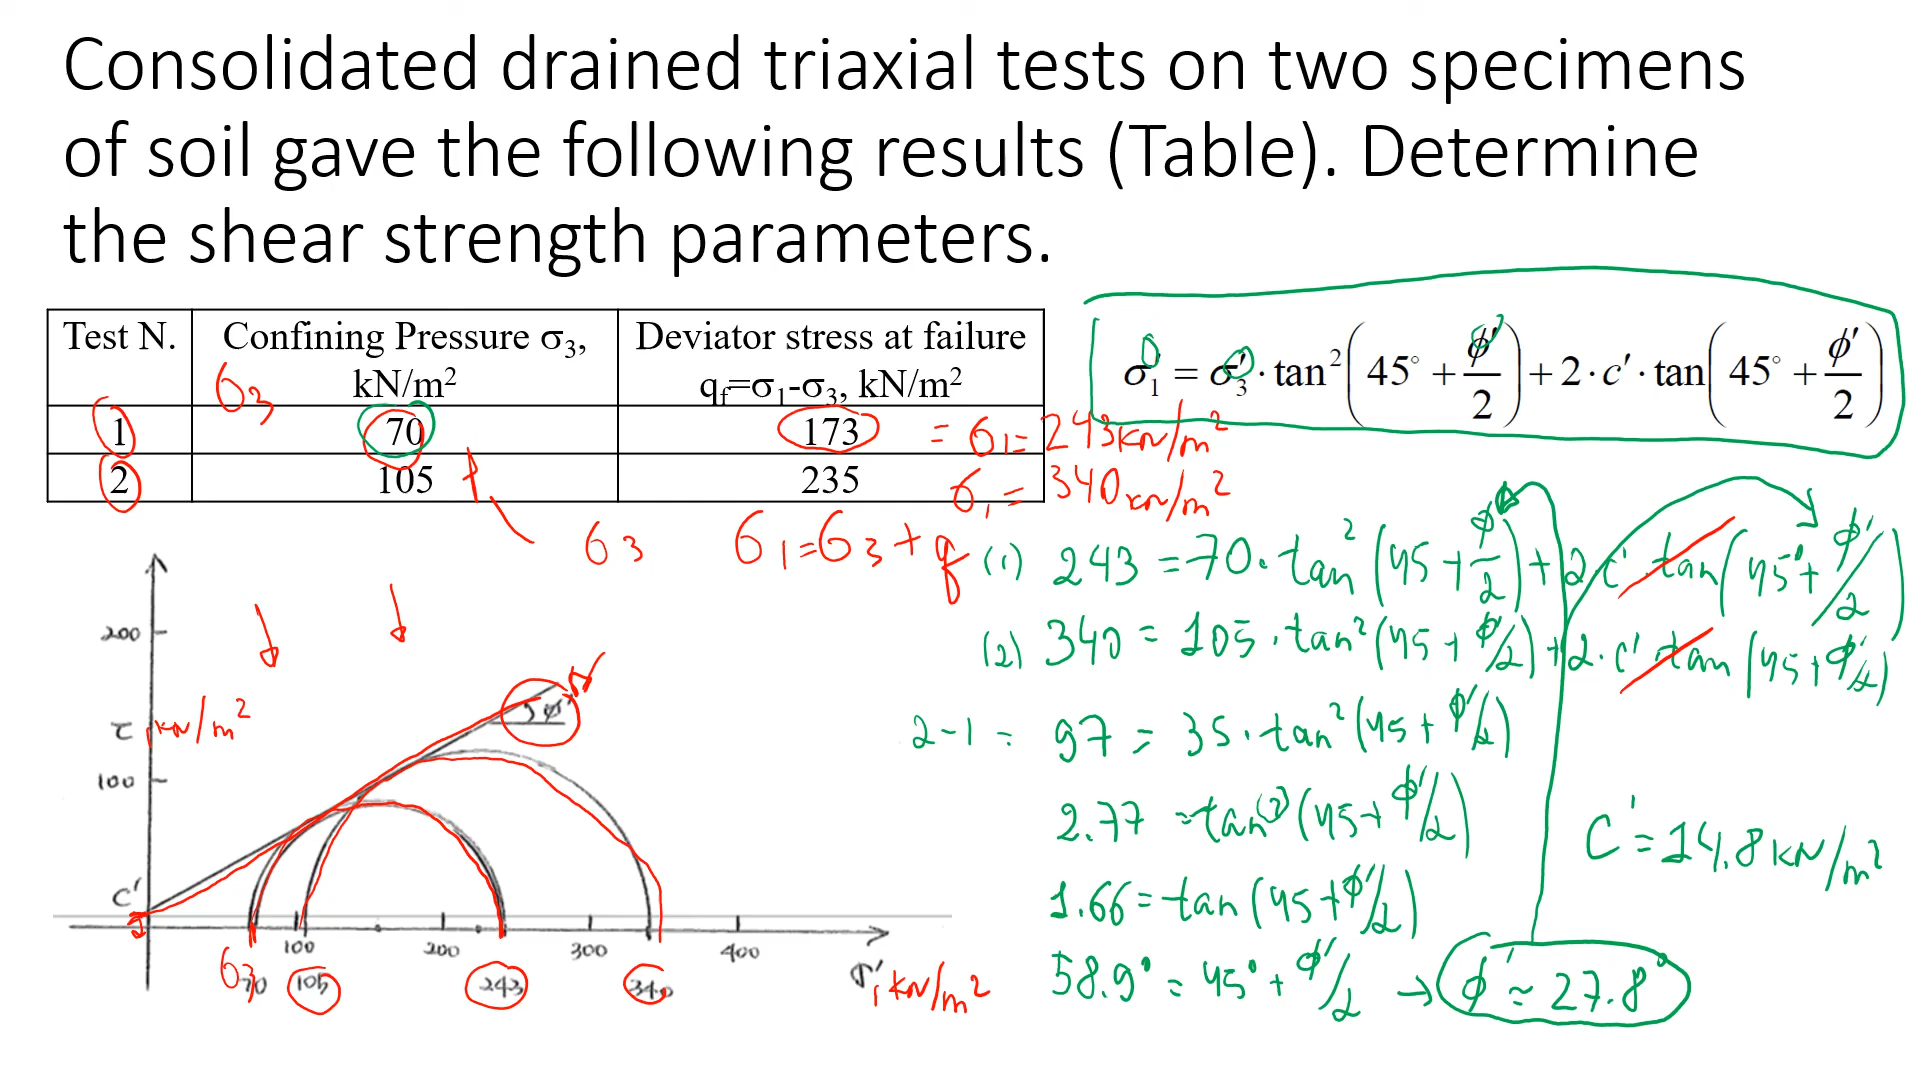 Consolidated drained triaxial tests on two specimens
of soil gave the following results (Table). Determine
the shear strength parameters.
Test N. Confining Pressure σ3, kN/m² Deviator stress at failure qf=σ1-σ3, kN/m²
σ3
1 70 173 = σ1 = 243 kN/m²
2 105 235 σ1 = 340 kN/m²
σ1 = σ3' · tan²(45° + ϕ'/2) + 2 · c' · tan(45° + ϕ'/2)
σ3 σ1=σ3+qf
(1) 243 = 70. tan² (45 + ϕ/2) + 2 c' tan (45° + ϕ'/2)
(2) 340 = 105 . tan² (45 + ϕ'/2) + 2. c' tan (45 + ϕ'/2)
2-1 = 97 = 35. tan² (45 + ϕ'/2)
2.77 = tan² (45 + ϕ'/2)
1.66 = tan (45 + ϕ'/2)
58.9° = 45° + ϕ'/2 → ϕ' ≈ 27.8°
C' = 14.8 kN/m²
200
τ, kN/m²
ϕ'
100
C'
100 200 300 400
σ3 70 105 243 340
σ', kN/m²